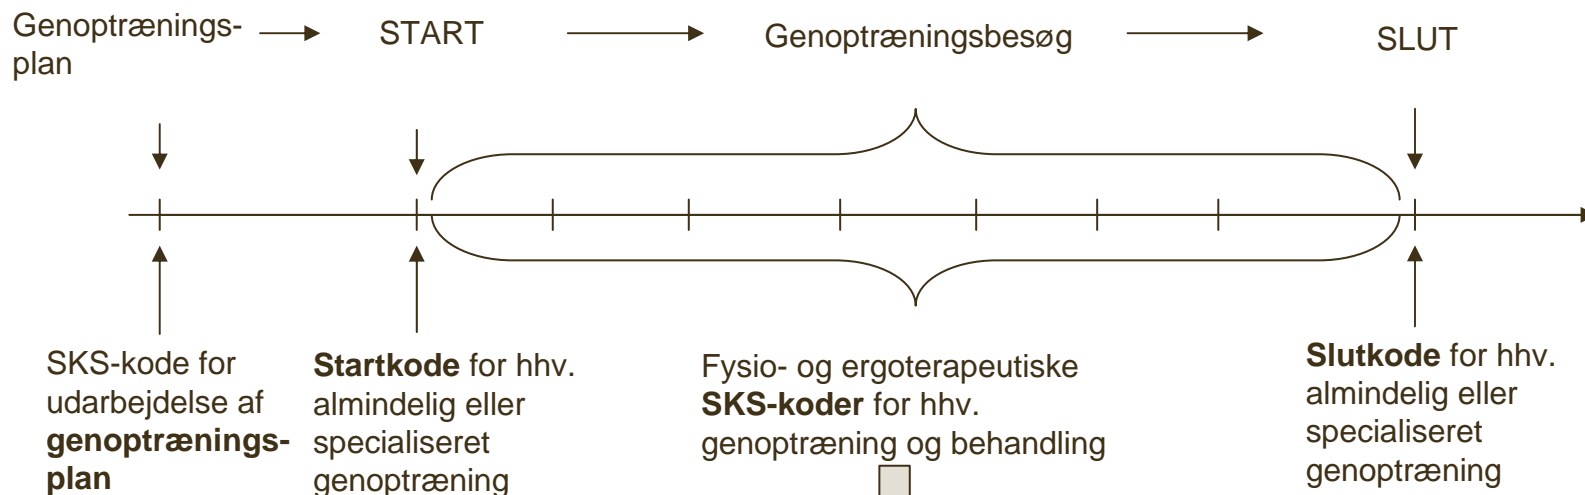 Genoptrænings-
plan
START
Genoptræningsbesøg
SLUT
SKS-kode for
udarbejdelse af
genoptrænings-
plan
Startkode for hhv.
almindelig eller
specialiseret
genoptræning
Fysio- og ergoterapeutiske
SKS-koder for hhv.
genoptræning og behandling
Slutkode for hhv.
almindelig eller
specialiseret
genoptræning